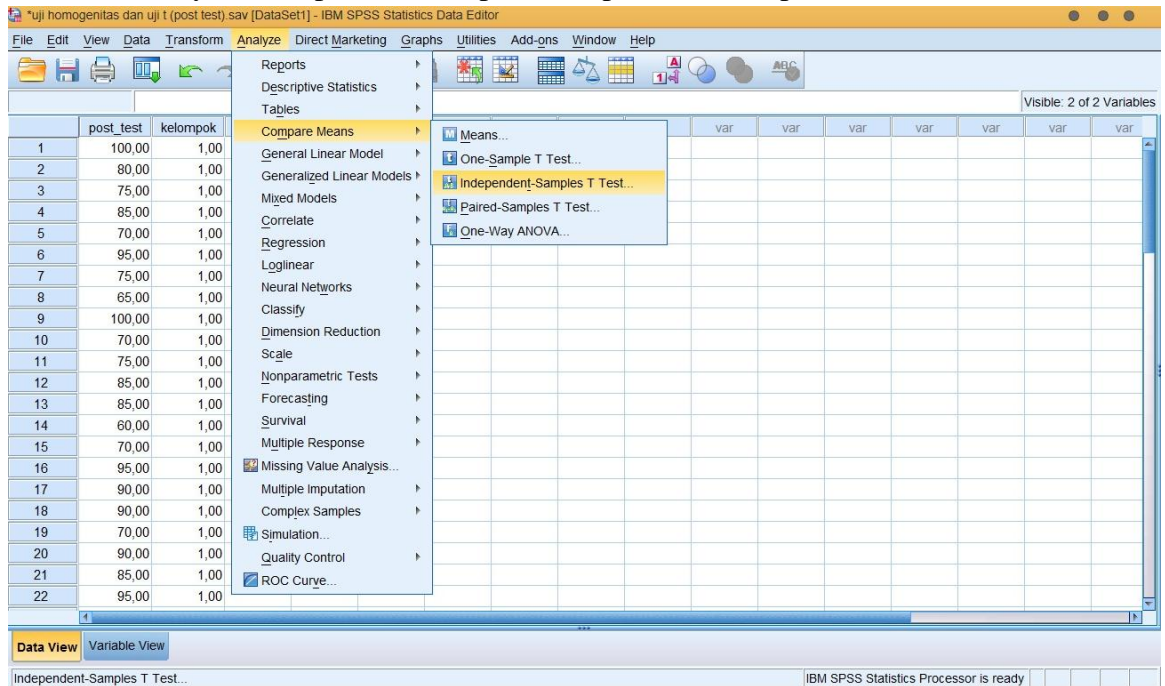 *uji homogenitas dan uji t (post test).sav [DataSet1] - IBM SPSS Statistics Data Editor
File Edit View Data Transform Analyze Direct Marketing Graphs Utilities Add-ons Window Help
Visible: 2 of 2 Variables
post_test kelompok var var var var var var var
1 100,00 1,00
2 80,00 1,00
3 75,00 1,00
4 85,00 1,00
5 70,00 1,00
6 95,00 1,00
7 75,00 1,00
8 65,00 1,00
9 100,00 1,00
10 70,00 1,00
11 75,00 1,00
12 85,00 1,00
13 85,00 1,00
14 60,00 1,00
15 70,00 1,00
16 95,00 1,00
17 90,00 1,00
18 90,00 1,00
19 70,00 1,00
20 90,00 1,00
21 85,00 1,00
22 95,00 1,00
Reports
Descriptive Statistics
Tables
Compare Means
General Linear Model
Generalized Linear Models
Mixed Models
Correlate
Regression
Loglinear
Neural Networks
Classify
Dimension Reduction
Scale
Nonparametric Tests
Forecasting
Survival
Multiple Response
Missing Value Analysis...
Multiple Imputation
Complex Samples
Simulation...
Quality Control
ROC Curve...
Means...
One-Sample T Test...
Independent-Samples T Test...
Paired-Samples T Test...
One-Way ANOVA...
Data View Variable View
Independent-Samples T Test... IBM SPSS Statistics Processor is ready